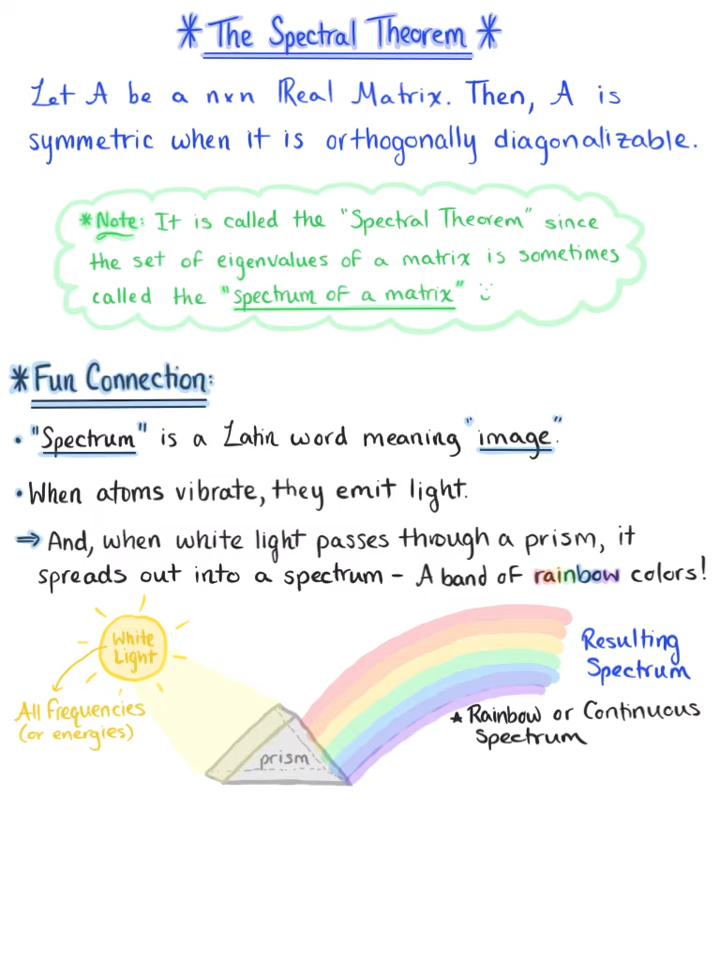 * The Spectral Theorem *
Let A be a nxn Real Matrix. Then, A is
symmetric when it is orthogonally diagonalizable.
*Note: It is called the "Spectral Theorem" since
the set of eigenvalues of a matrix is sometimes
called the "spectrum of a matrix" :)
*Fun Connection:
• "Spectrum" is a Latin word meaning "image".
• When atoms vibrate, they emit light.
⇒ And, when white light passes through a prism, it
spreads out into a spectrum - A band of rainbow colors!
White
Light
All Frequencies
(or energies)
prism
Resulting
Spectrum
★ Rainbow or Continuous
Spectrum